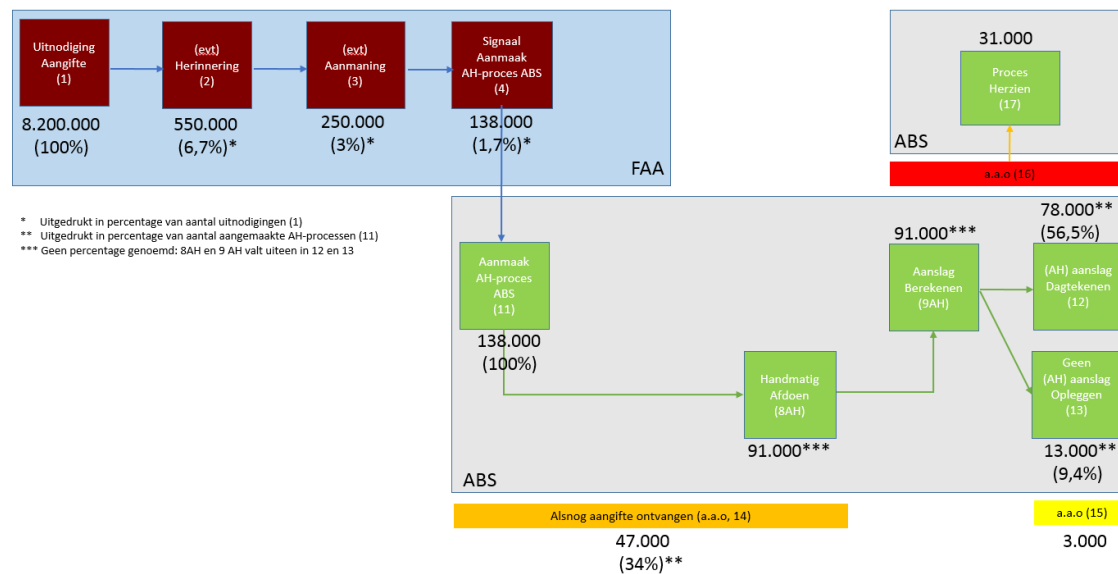 Uitnodiging
Aangifte
(1)
8.200.000
(100%)
(evt)
Herinnering
(2)
550.000
(6,7%)*
(evt)
Aanmaning
(3)
250.000
(3%)*
Signaal
Aanmaak
AH-proces ABS
(4)
138.000
(1,7%)*
FAA
31.000
Proces
Herzien
(17)
ABS
a.a.o (16)
* Uitgedrukt in percentage van aantal uitnodigingen (1)
** Uitgedrukt in percentage van aantal aangemaakte AH-processen (11)
*** Geen percentage genoemd: 8AH en 9 AH valt uiteen in 12 en 13
Aanmaak
AH-proces
ABS
(11)
138.000
(100%)
Handmatig
Afdoen
(8AH)
91.000***
91.000***
Aanslag
Berekenen
(9AH)
78.000**
(56,5%)
(AH) aanslag
Dagtekenen
(12)
Geen
(AH) aanslag
Opleggen
(13)
13.000**
(9,4%)
ABS
Alsnog aangifte ontvangen (a.a.o, 14)
47.000
(34%)**
a.a.o (15)
3.000